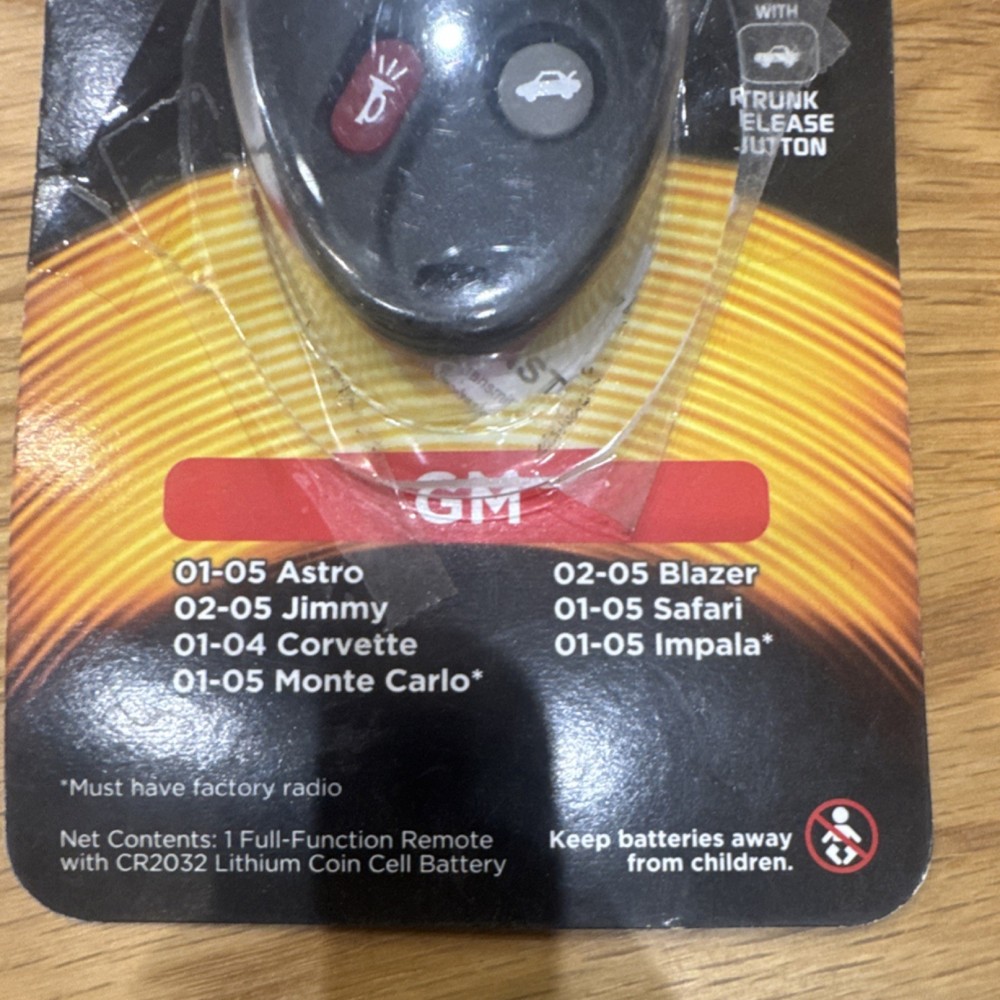 WITH
TRUNK
RELEASE
BUTTON
ST
GM
01-05 Astro
02-05 Jimmy
01-04 Corvette
01-05 Monte Carlo*
02-05 Blazer
01-05 Safari
01-05 Impala*
*Must have factory radio
Net Contents: 1 Full-Function Remote
with CR2032 Lithium Coin Cell Battery
Keep batteries away
from children.